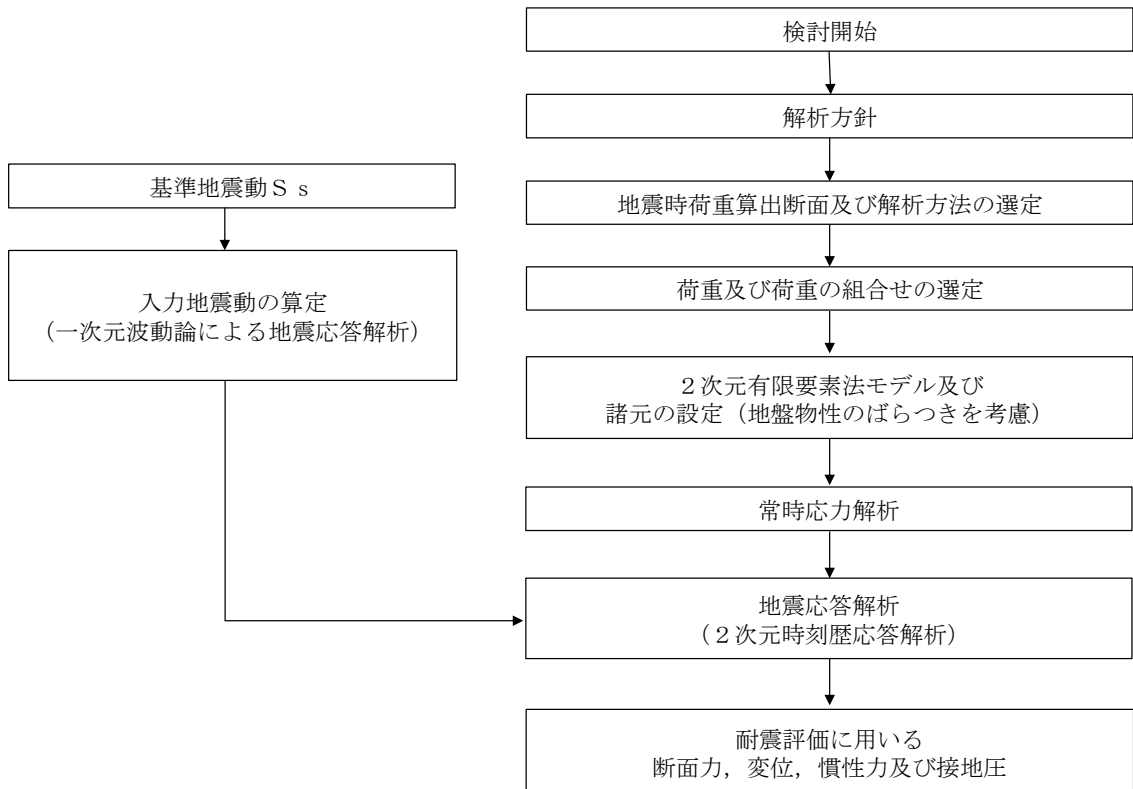 検討開始
解析方針
基準地震動Ｓｓ
地震時荷重算出断面及び解析方法の選定
入力地震動の算定
（一次元波動論による地震応答解析）
荷重及び荷重の組合せの選定
２次元有限要素法モデル及び
諸元の設定（地盤物性のばらつきを考慮）
常時応力解析
地震応答解析
（２次元時刻歴応答解析）
耐震評価に用いる
断面力，変位，慣性力及び接地圧